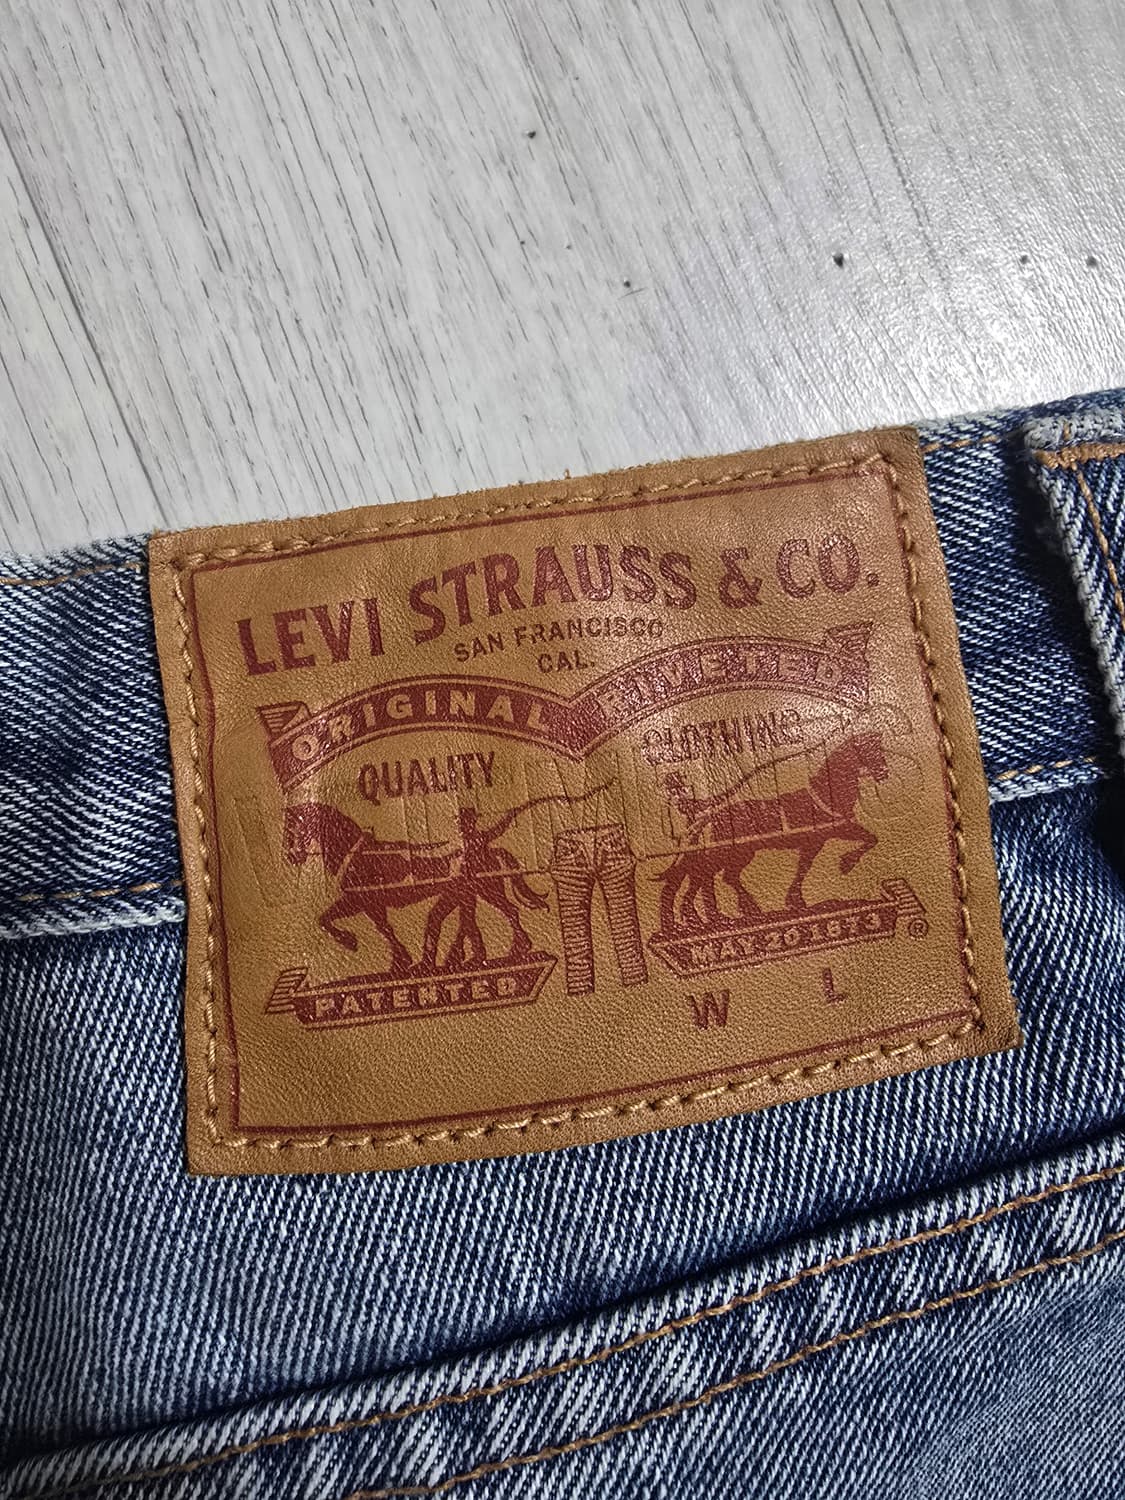 LEVI STRAUSS & CO.
SAN FRANCISCO
CAL.
ORIGINAL RIVETED
QUALITY CLOTHING
PATENTED MAY 20 1873 ®
W L